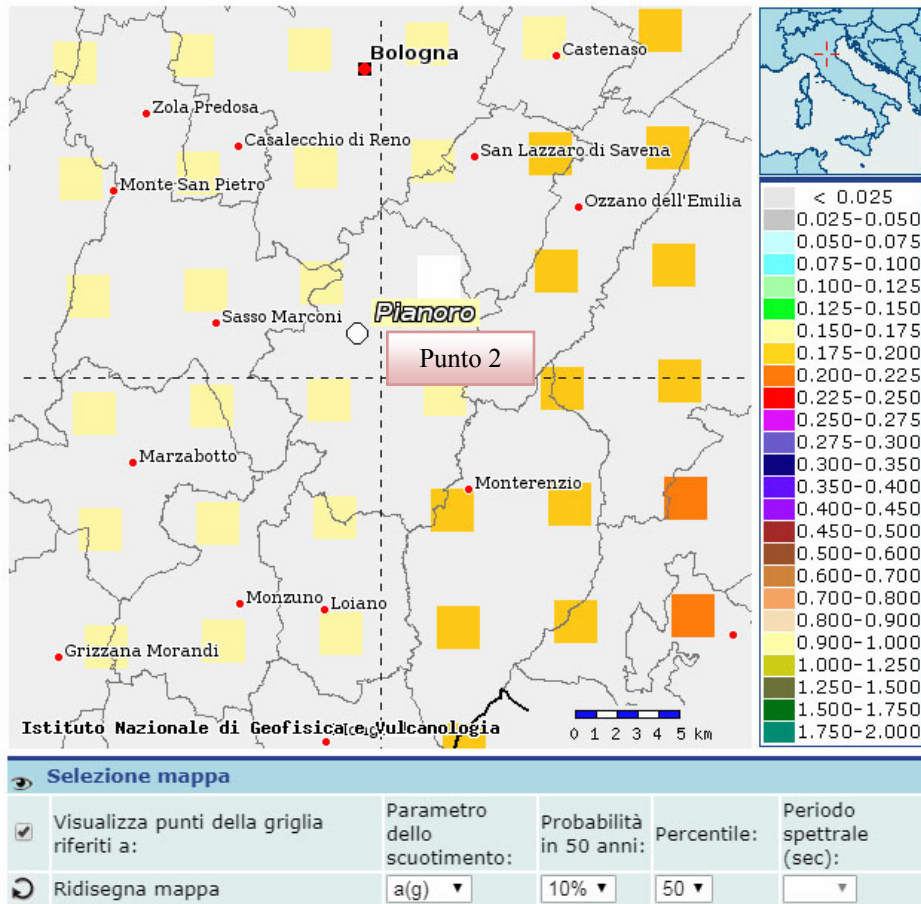 Bologna
Castenaso
Zola Predosa
Casalecchio di Reno
San Lazzaro di Savena
Monte San Pietro
Ozzano dell'Emilia
Pianoro
Sasso Marconi
Punto 2
Marzabotto
Monterenzio
Monzuno
Loiano
Grizzana Morandi
Istituto Nazionale di Geofisica e Vulcanologia
0 1 2 3 4 5 km
< 0.025
0.025-0.050
0.050-0.075
0.075-0.100
0.100-0.125
0.125-0.150
0.150-0.175
0.175-0.200
0.200-0.225
0.225-0.250
0.250-0.275
0.275-0.300
0.300-0.350
0.350-0.400
0.400-0.450
0.450-0.500
0.500-0.600
0.600-0.700
0.700-0.800
0.800-0.900
0.900-1.000
1.000-1.250
1.250-1.500
1.500-1.750
1.750-2.000
Selezione mappa
Visualizza punti della griglia
riferiti a:
Parametro
dello
scuotimento:
Probabilità
in 50 anni:
Percentile:
Periodo
spettrale
(sec):
Ridisegna mappa
a(g)
10%
50